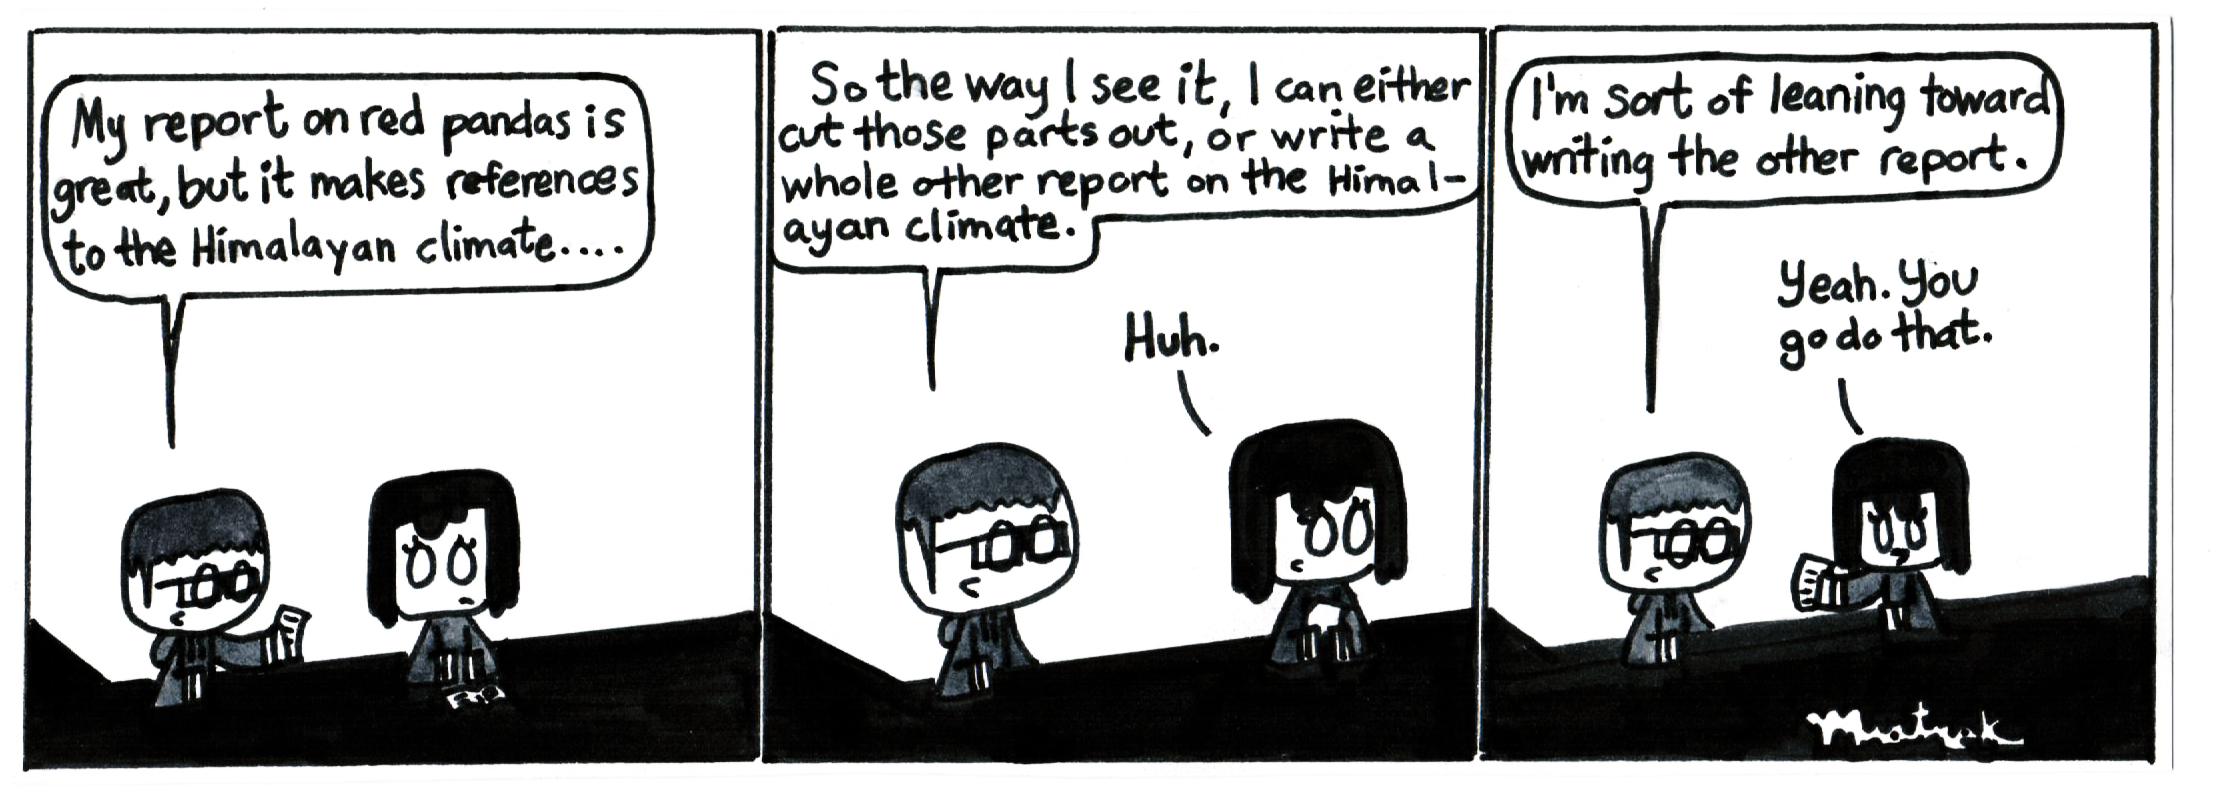 My report on red pandas is
great, but it makes references
to the Himalayan climate....
So the way I see it, I can either
cut those parts out, or write a
whole other report on the Himal-
ayan climate.
Huh.
I'm sort of leaning toward
writing the other report.
Yeah. You
go do that.